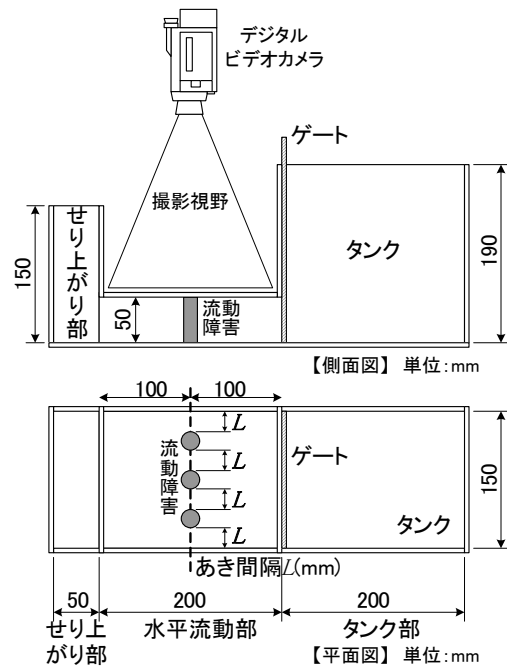 デジタル
ビデオカメラ
ゲート
撮影視野
せり上がり部
タンク
150
190
50
流動
障害
【側面図】 単位:mm
100
100
L
L
L
L
流動障害
ゲート
150
タンク
あき間隔L(mm)
50
200
200
せり上
がり部
水平流動部
タンク部
【平面図】 単位:mm